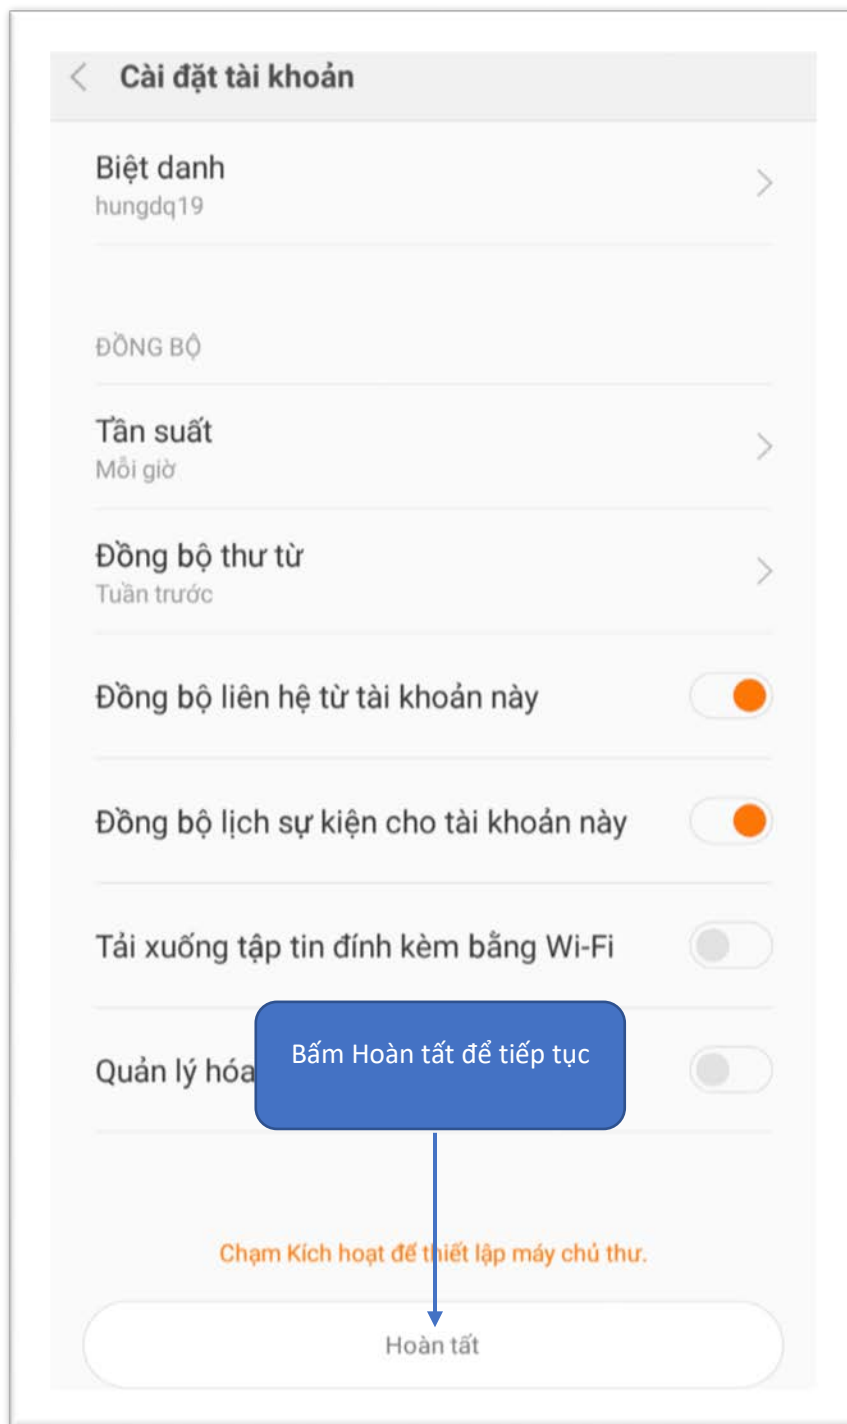 Cài đặt tài khoản
Biệt danh
hungdq19
ĐỒNG BỘ
Tần suất
Mỗi giờ
Đồng bộ thư từ
Tuần trước
Đồng bộ liên hệ từ tài khoản này
Đồng bộ lịch sự kiện cho tài khoản này
Tải xuống tập tin đính kèm bằng Wi-Fi
Quản lý hóa
Bấm Hoàn tất để tiếp tục
Chạm Kích hoạt để thiết lập máy chủ thư.
Hoàn tất